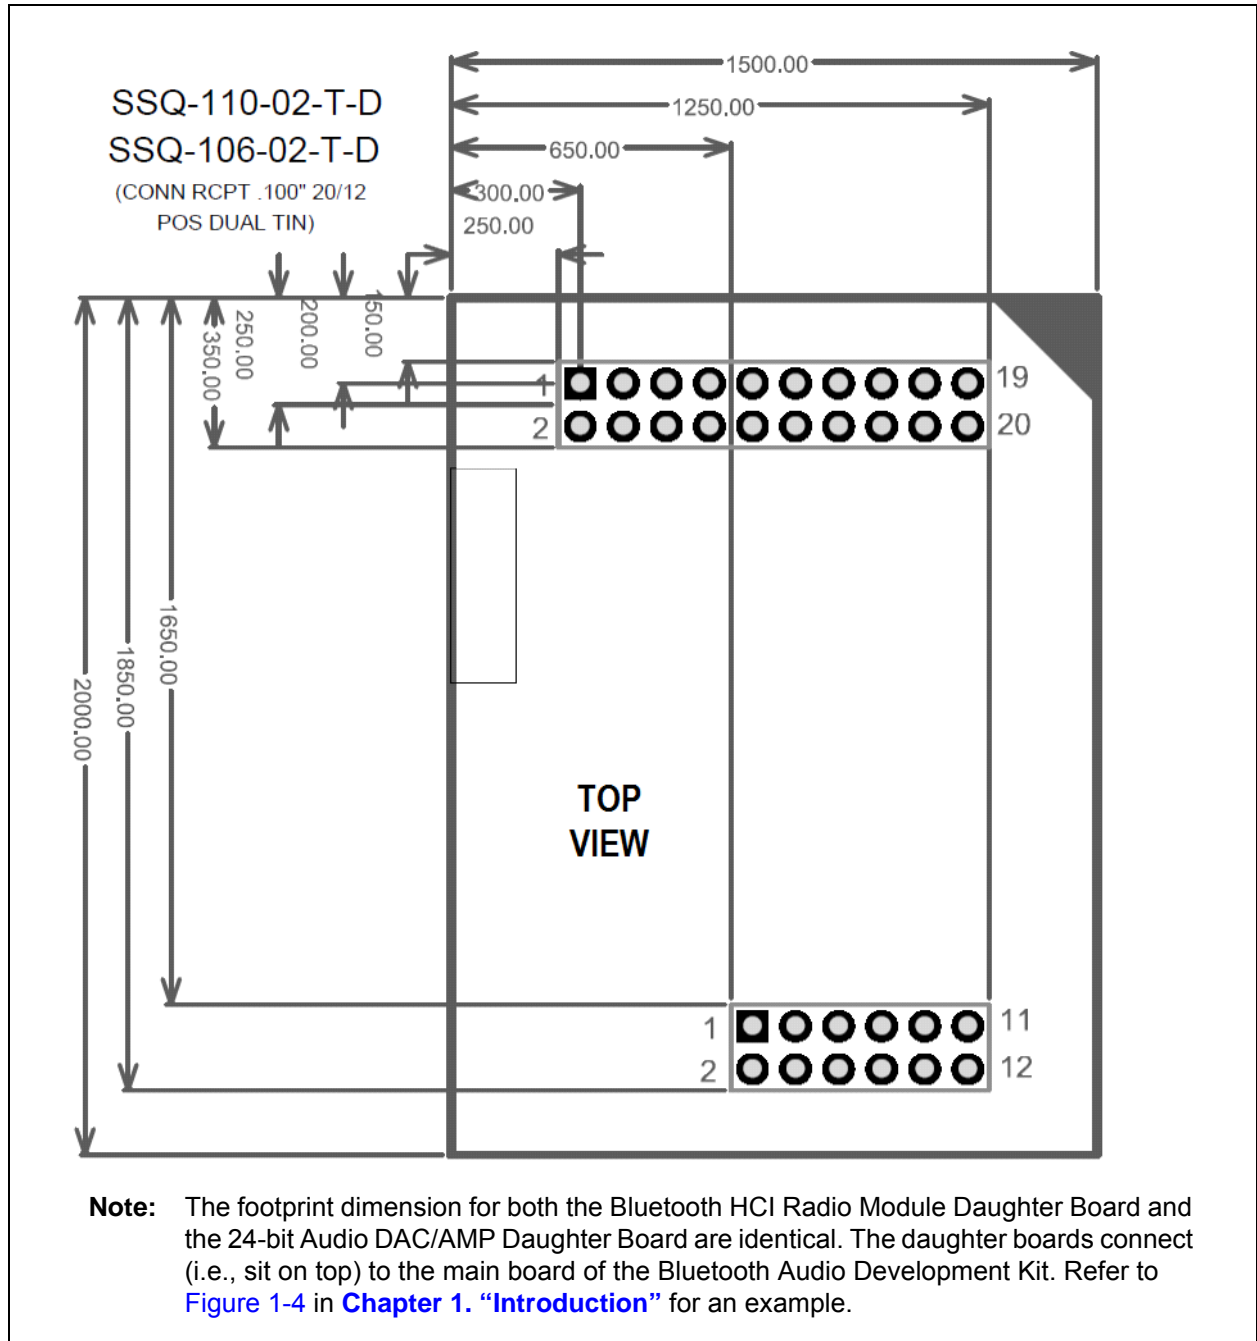 1500.00
SSQ-110-02-T-D
1250.00
SSQ-106-02-T-D
650.00
(CONN RCPT .100" 20/12
POS DUAL TIN)
300.00
250.00
150.00
200.00
250.00
350.00
1
19
2
20
1650.00
1850.00
2000.00
TOP
VIEW
1
11
2
12
Note: The footprint dimension for both the Bluetooth HCI Radio Module Daughter Board and
the 24-bit Audio DAC/AMP Daughter Board are identical. The daughter boards connect
(i.e., sit on top) to the main board of the Bluetooth Audio Development Kit. Refer to
Figure 1-4 in Chapter 1. “Introduction” for an example.